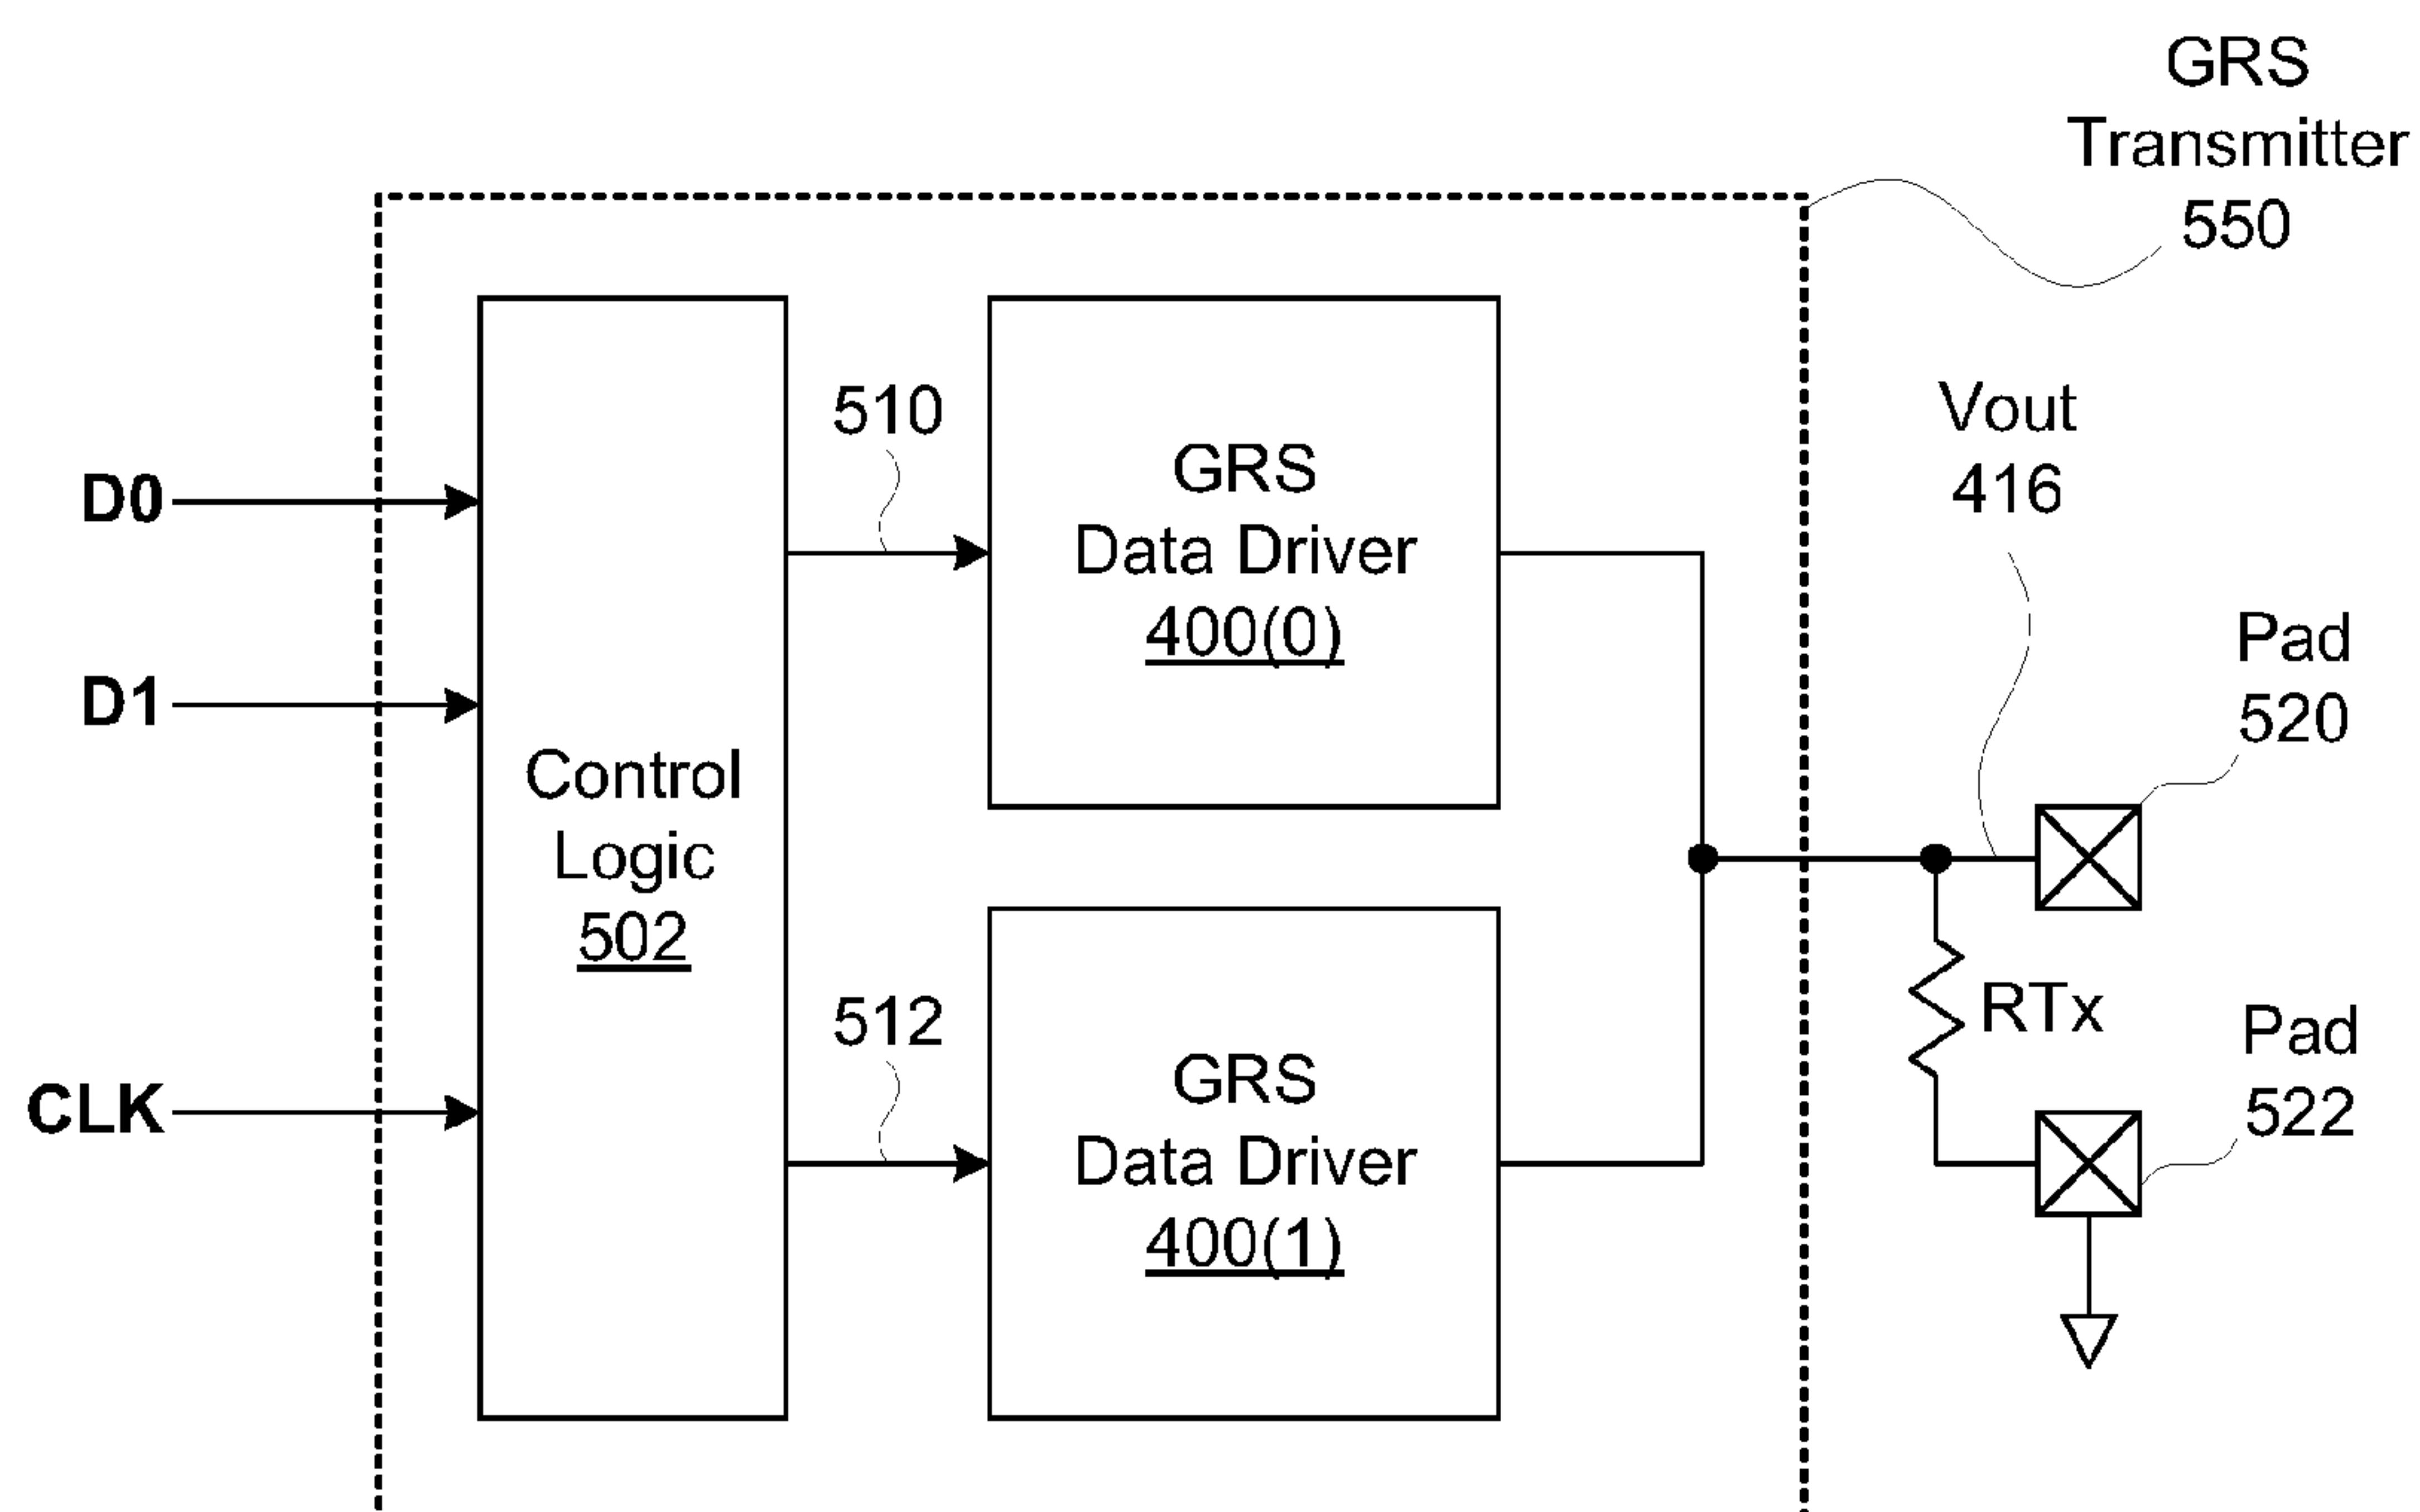 GRS
Transmitter
550
510
GRS
Data Driver
400(0)
Vout
416
D0
D1
Pad
520
Control
Logic
502
512
GRS
Data Driver
400(1)
RTx
Pad
522
CLK